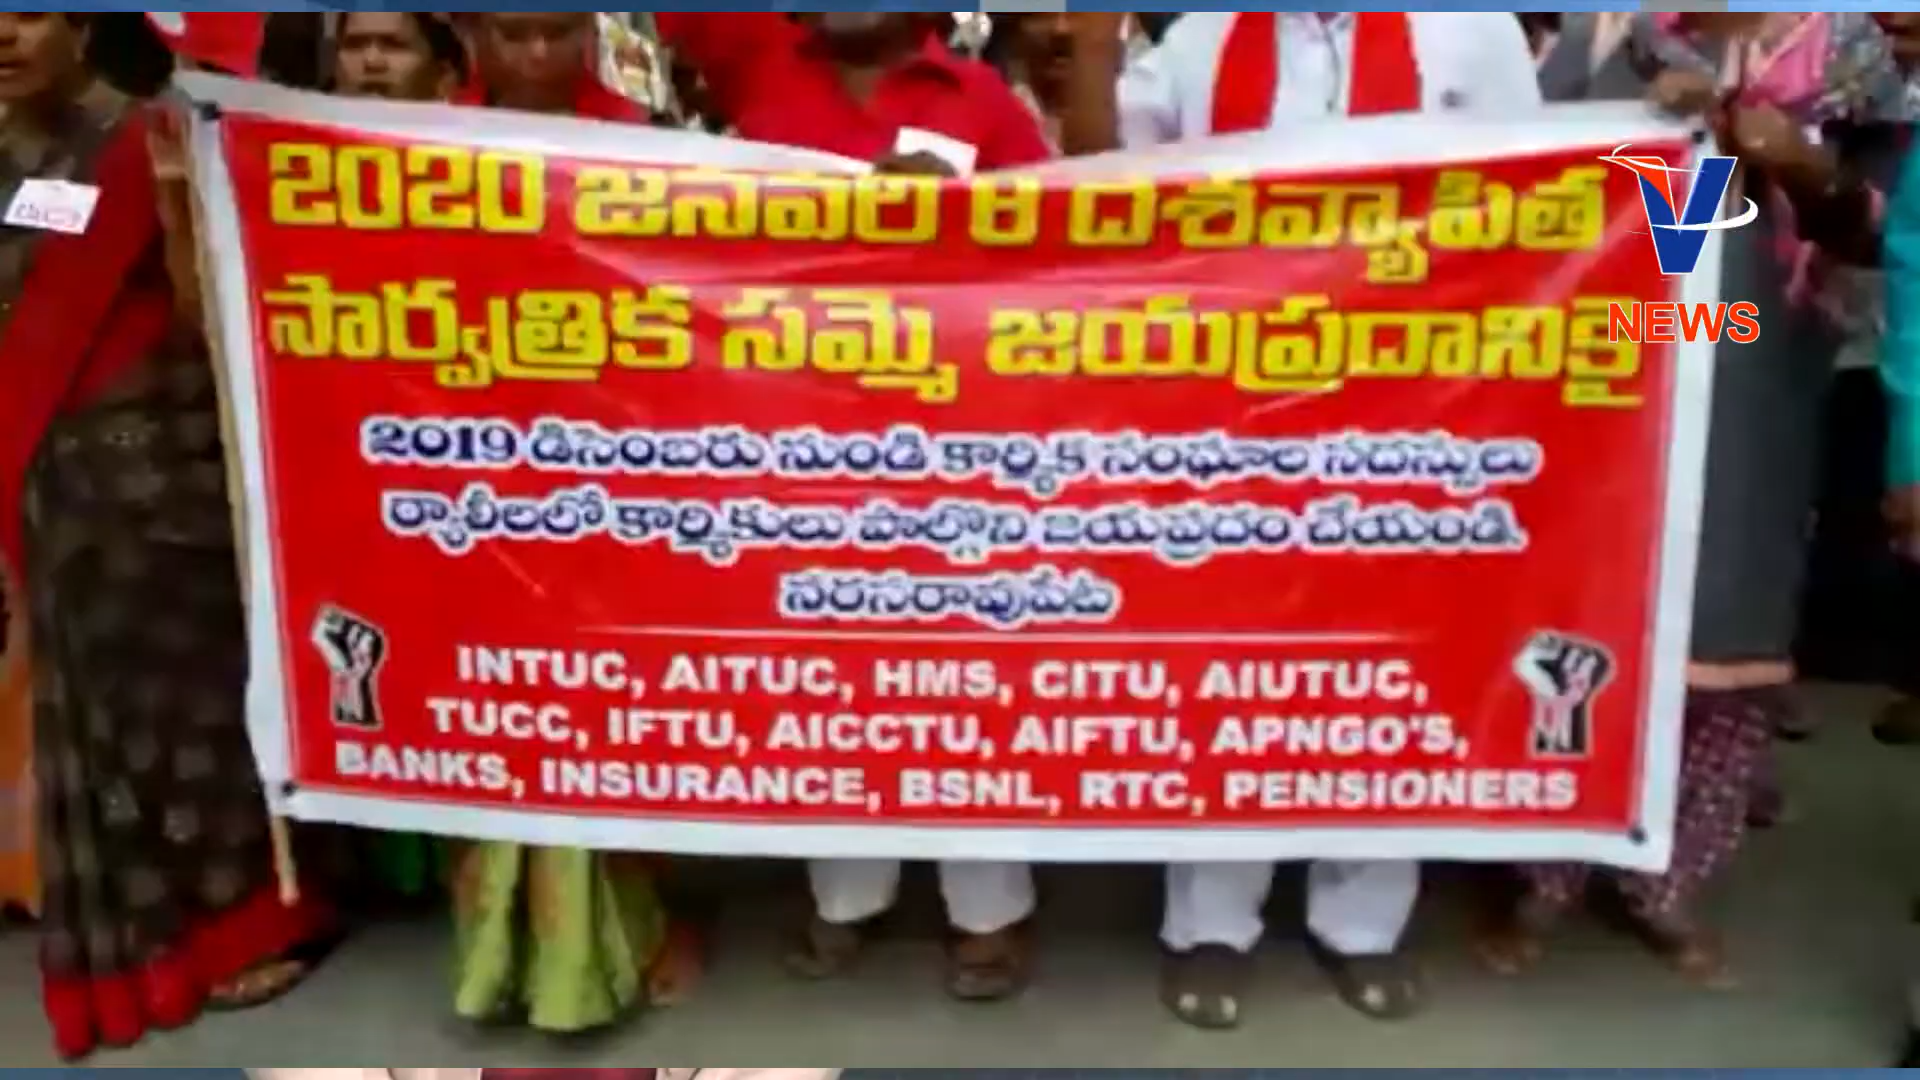 2020 జనవరి 8 దేశవ్యాపిత
సార్వత్రిక సమ్మె జయప్రదానికై
2019 డిసెంబరు నుండి కార్మిక సంఘాల సదస్సులు
ర్యాలీలలో కార్మికులు పాల్గొని జయప్రదం చేయండి.
నరసరావుపేట
INTUC, AITUC, HMS, CITU, AIUTUC,
TUCC, IFTU, AICCTU, AIFTU, APNGO'S,
BANKS, INSURANCE, BSNL, RTC, PENSIONERS
V
NEWS